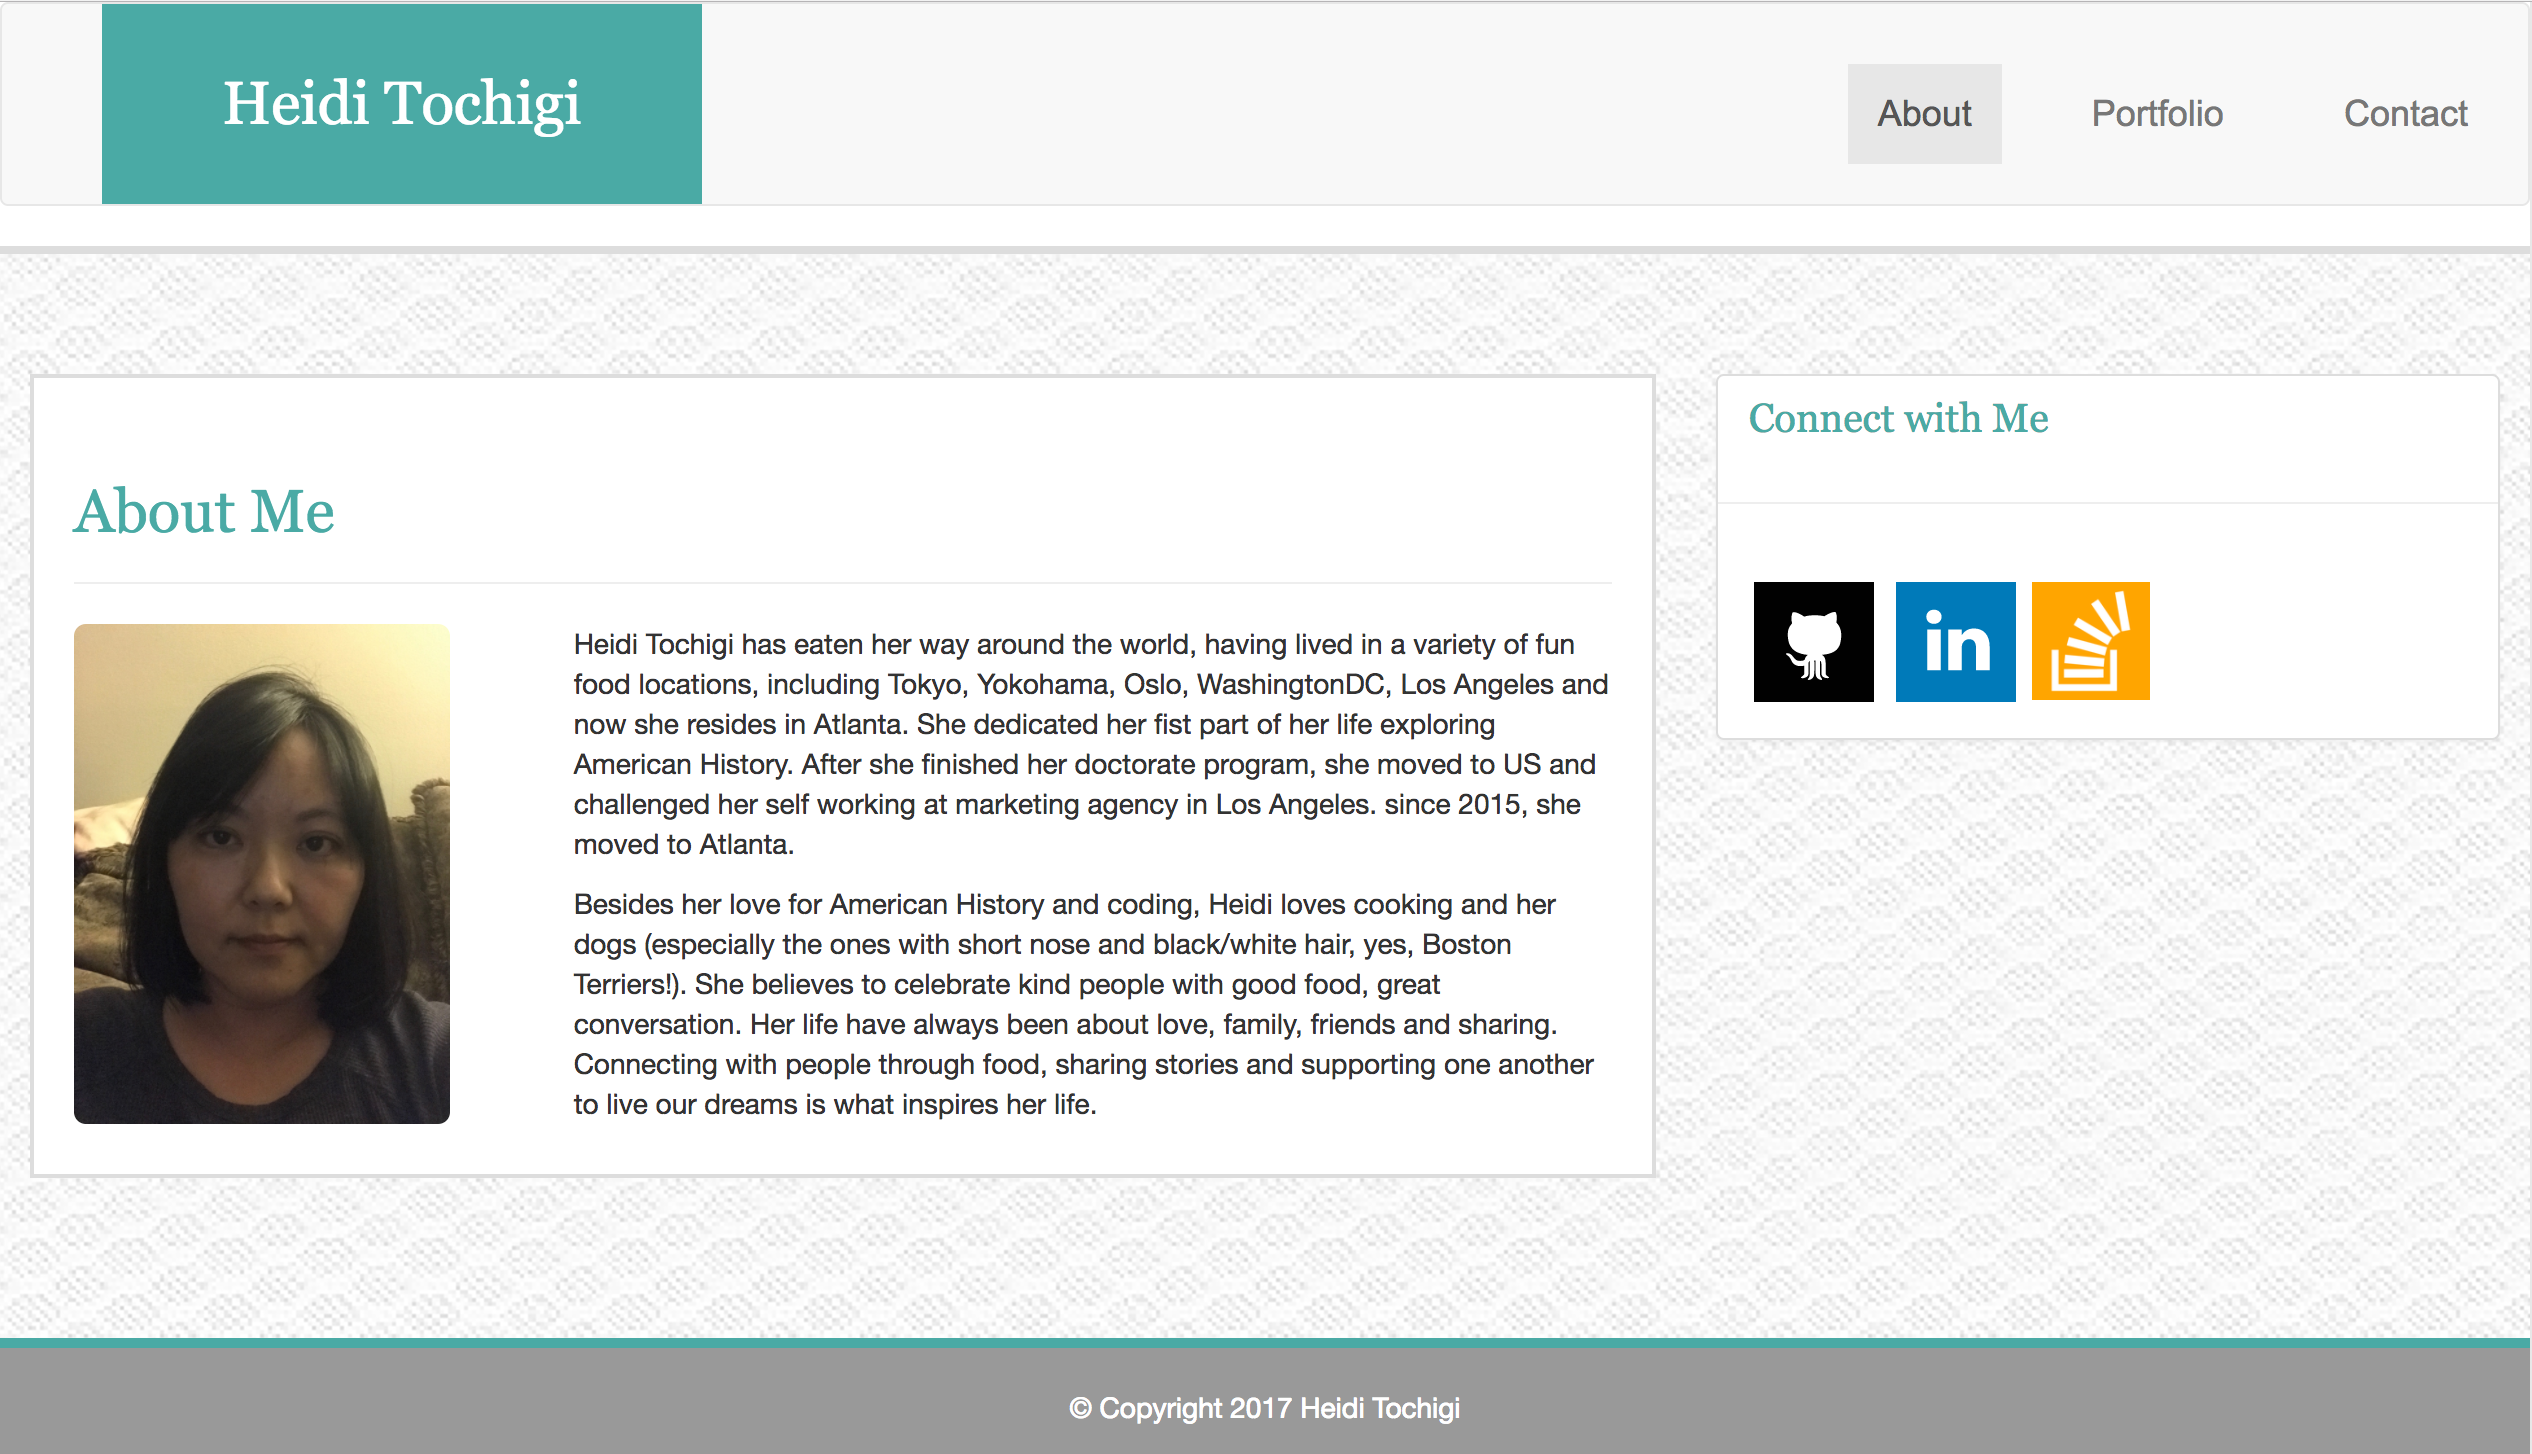 Heidi Tochigi
About
Portfolio
Contact
About Me
Heidi Tochigi has eaten her way around the world, having lived in a variety of fun
food locations, including Tokyo, Yokohama, Oslo, WashingtonDC, Los Angeles and
now she resides in Atlanta. She dedicated her fist part of her life exploring
American History. After she finished her doctorate program, she moved to US and
challenged her self working at marketing agency in Los Angeles. since 2015, she
moved to Atlanta.
Besides her love for American History and coding, Heidi loves cooking and her
dogs (especially the ones with short nose and black/white hair, yes, Boston
Terriers!). She believes to celebrate kind people with good food, great
conversation. Her life have always been about love, family, friends and sharing.
Connecting with people through food, sharing stories and supporting one another
to live our dreams is what inspires her life.
Connect with Me
in
© Copyright 2017 Heidi Tochigi